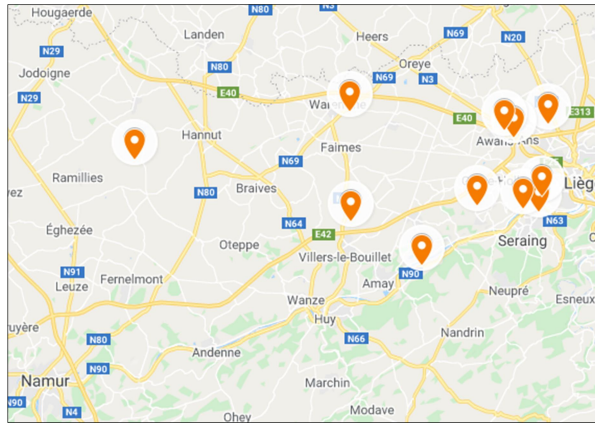 Hougaerde
N3
N69
N20
Landen
Heers
N29
N80
Oreye
Jodoigne
N69
N3
N29
E40
E40
E313
Awans
Hannut
Faimes
N69
Ramillies
N80
Braives
Liège
N64
N63
Éghezée
E42
Oteppe
Seraing
Villers-le-Bouillet
N91
Fernelmont
N90
Leuze
Amay
Neupré
Wanze
Esneux
Huy
N80
N66
Nandrin
Andenne
N90
Namur
Marchin
N90
N4
Modave
Ohey